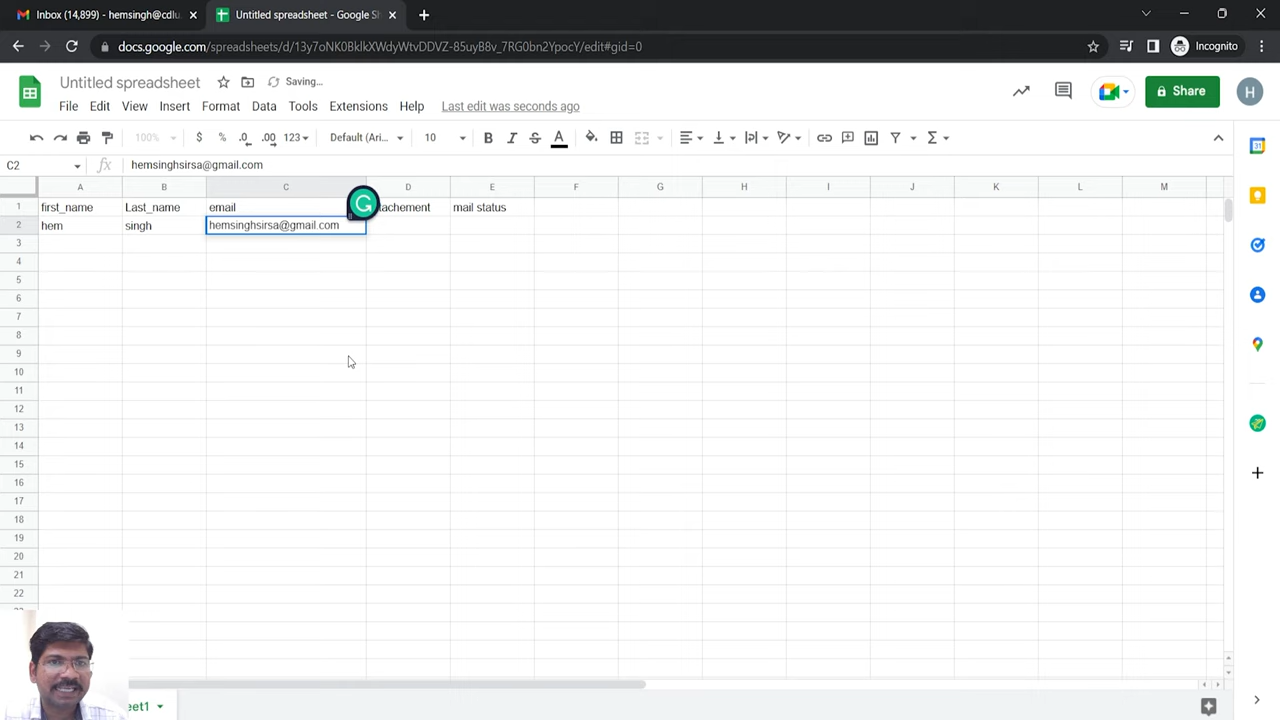 Inbox (14,899) - hemsingh@cdlu
Untitled spreadsheet - Google Sh
docs.google.com/spreadsheets/d/13y7oNK0BklkXWdyWtvDDVZ-85uyB8v_7RG0bn2YpocY/edit#gid=0
Incognito
Untitled spreadsheet
Saving...
File Edit View Insert Format Data Tools Extensions Help Last edit was seconds ago
Share
H
100% $ % .0 .00 123 Default (Ari... 10 B I S A
C2 fx hemsinghsirsa@gmail.com
A B C D E F G H I J K L M
1 first_name Last_name email tachement mail status
2 hem singh hemsinghsirsa@gmail.com
3
4
5
6
7
8
9
10
11
12
13
14
15
16
17
18
19
20
21
22
eet1